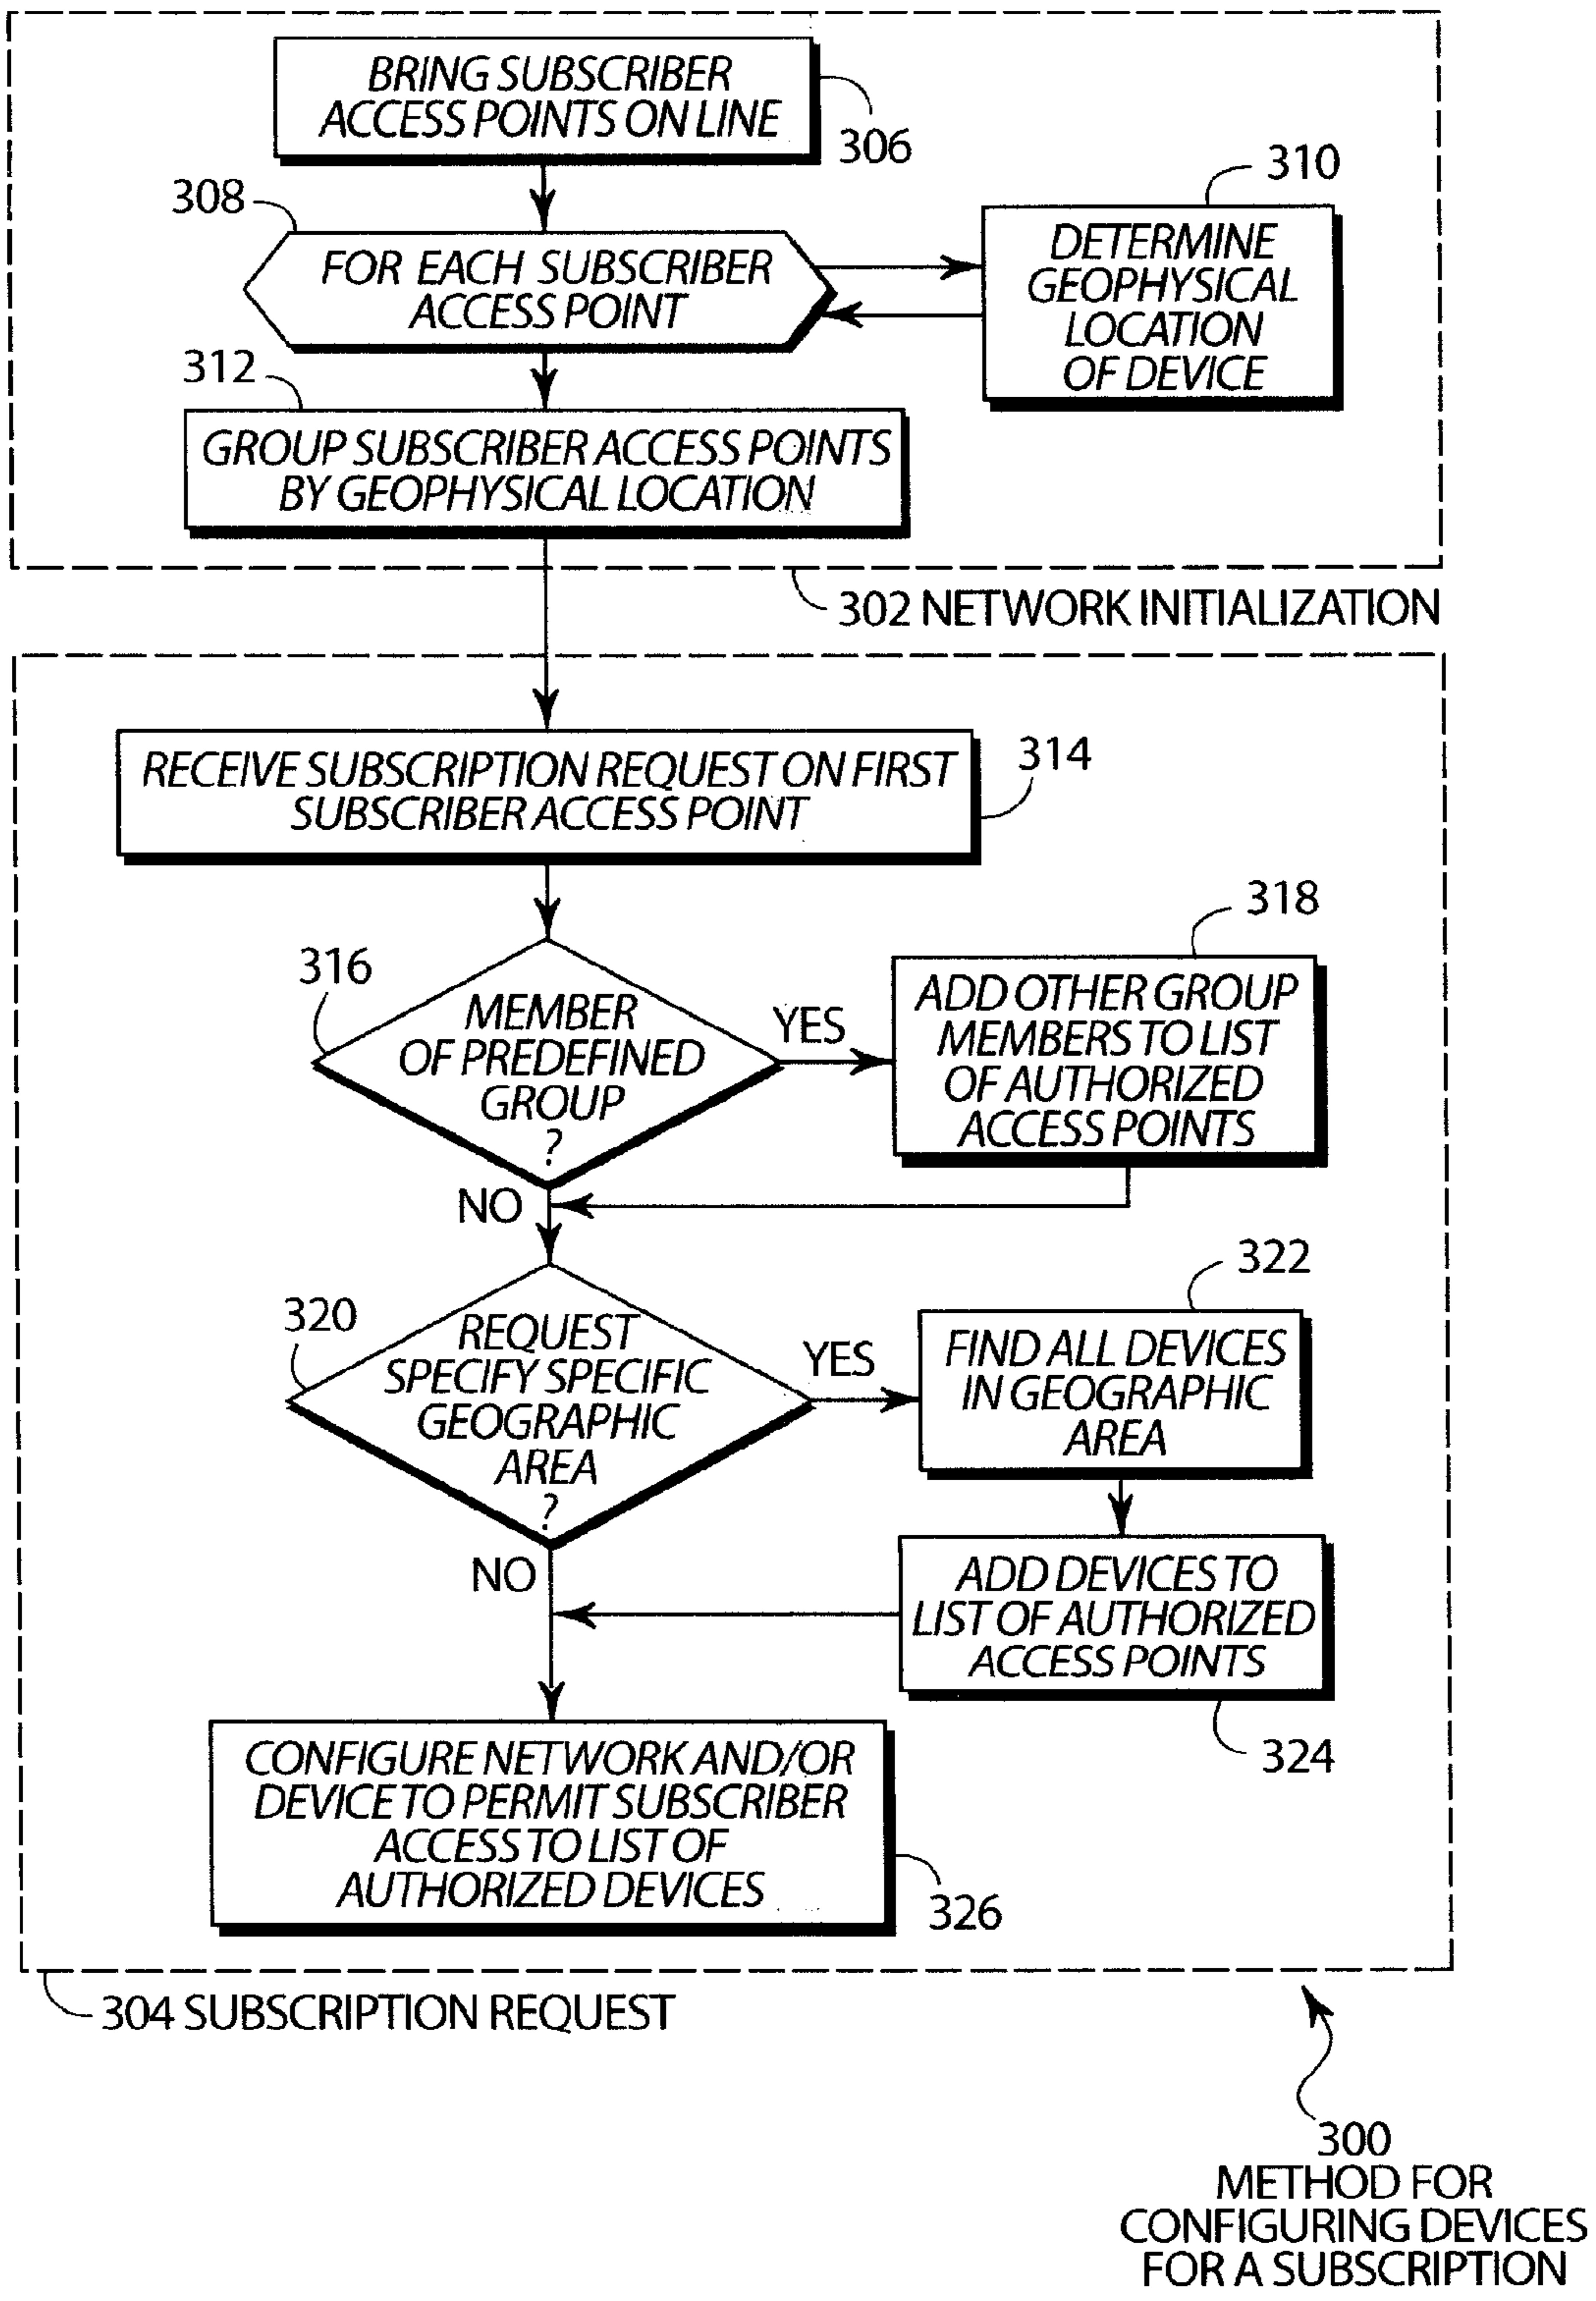 BRING SUBSCRIBER
ACCESS POINTS ON LINE
306
308
FOR EACH SUBSCRIBER
ACCESS POINT
310
DETERMINE
GEOPHYSICAL
LOCATION
OF DEVICE
312
GROUP SUBSCRIBER ACCESS POINTS
BY GEOPHYSICAL LOCATION
302 NETWORK INITIALIZATION
RECEIVE SUBSCRIPTION REQUEST ON FIRST
SUBSCRIBER ACCESS POINT
314
316
MEMBER
OF PREDEFINED
GROUP
?
YES
NO
318
ADD OTHER GROUP
MEMBERS TO LIST
OF AUTHORIZED
ACCESS POINTS
320
REQUEST
SPECIFY SPECIFIC
GEOGRAPHIC
AREA
?
YES
NO
322
FIND ALL DEVICES
IN GEOGRAPHIC
AREA
ADD DEVICES TO
LIST OF AUTHORIZED
ACCESS POINTS
324
CONFIGURE NETWORK AND/OR
DEVICE TO PERMIT SUBSCRIBER
ACCESS TO LIST OF
AUTHORIZED DEVICES
326
304 SUBSCRIPTION REQUEST
300
METHOD FOR
CONFIGURING DEVICES
FOR A SUBSCRIPTION